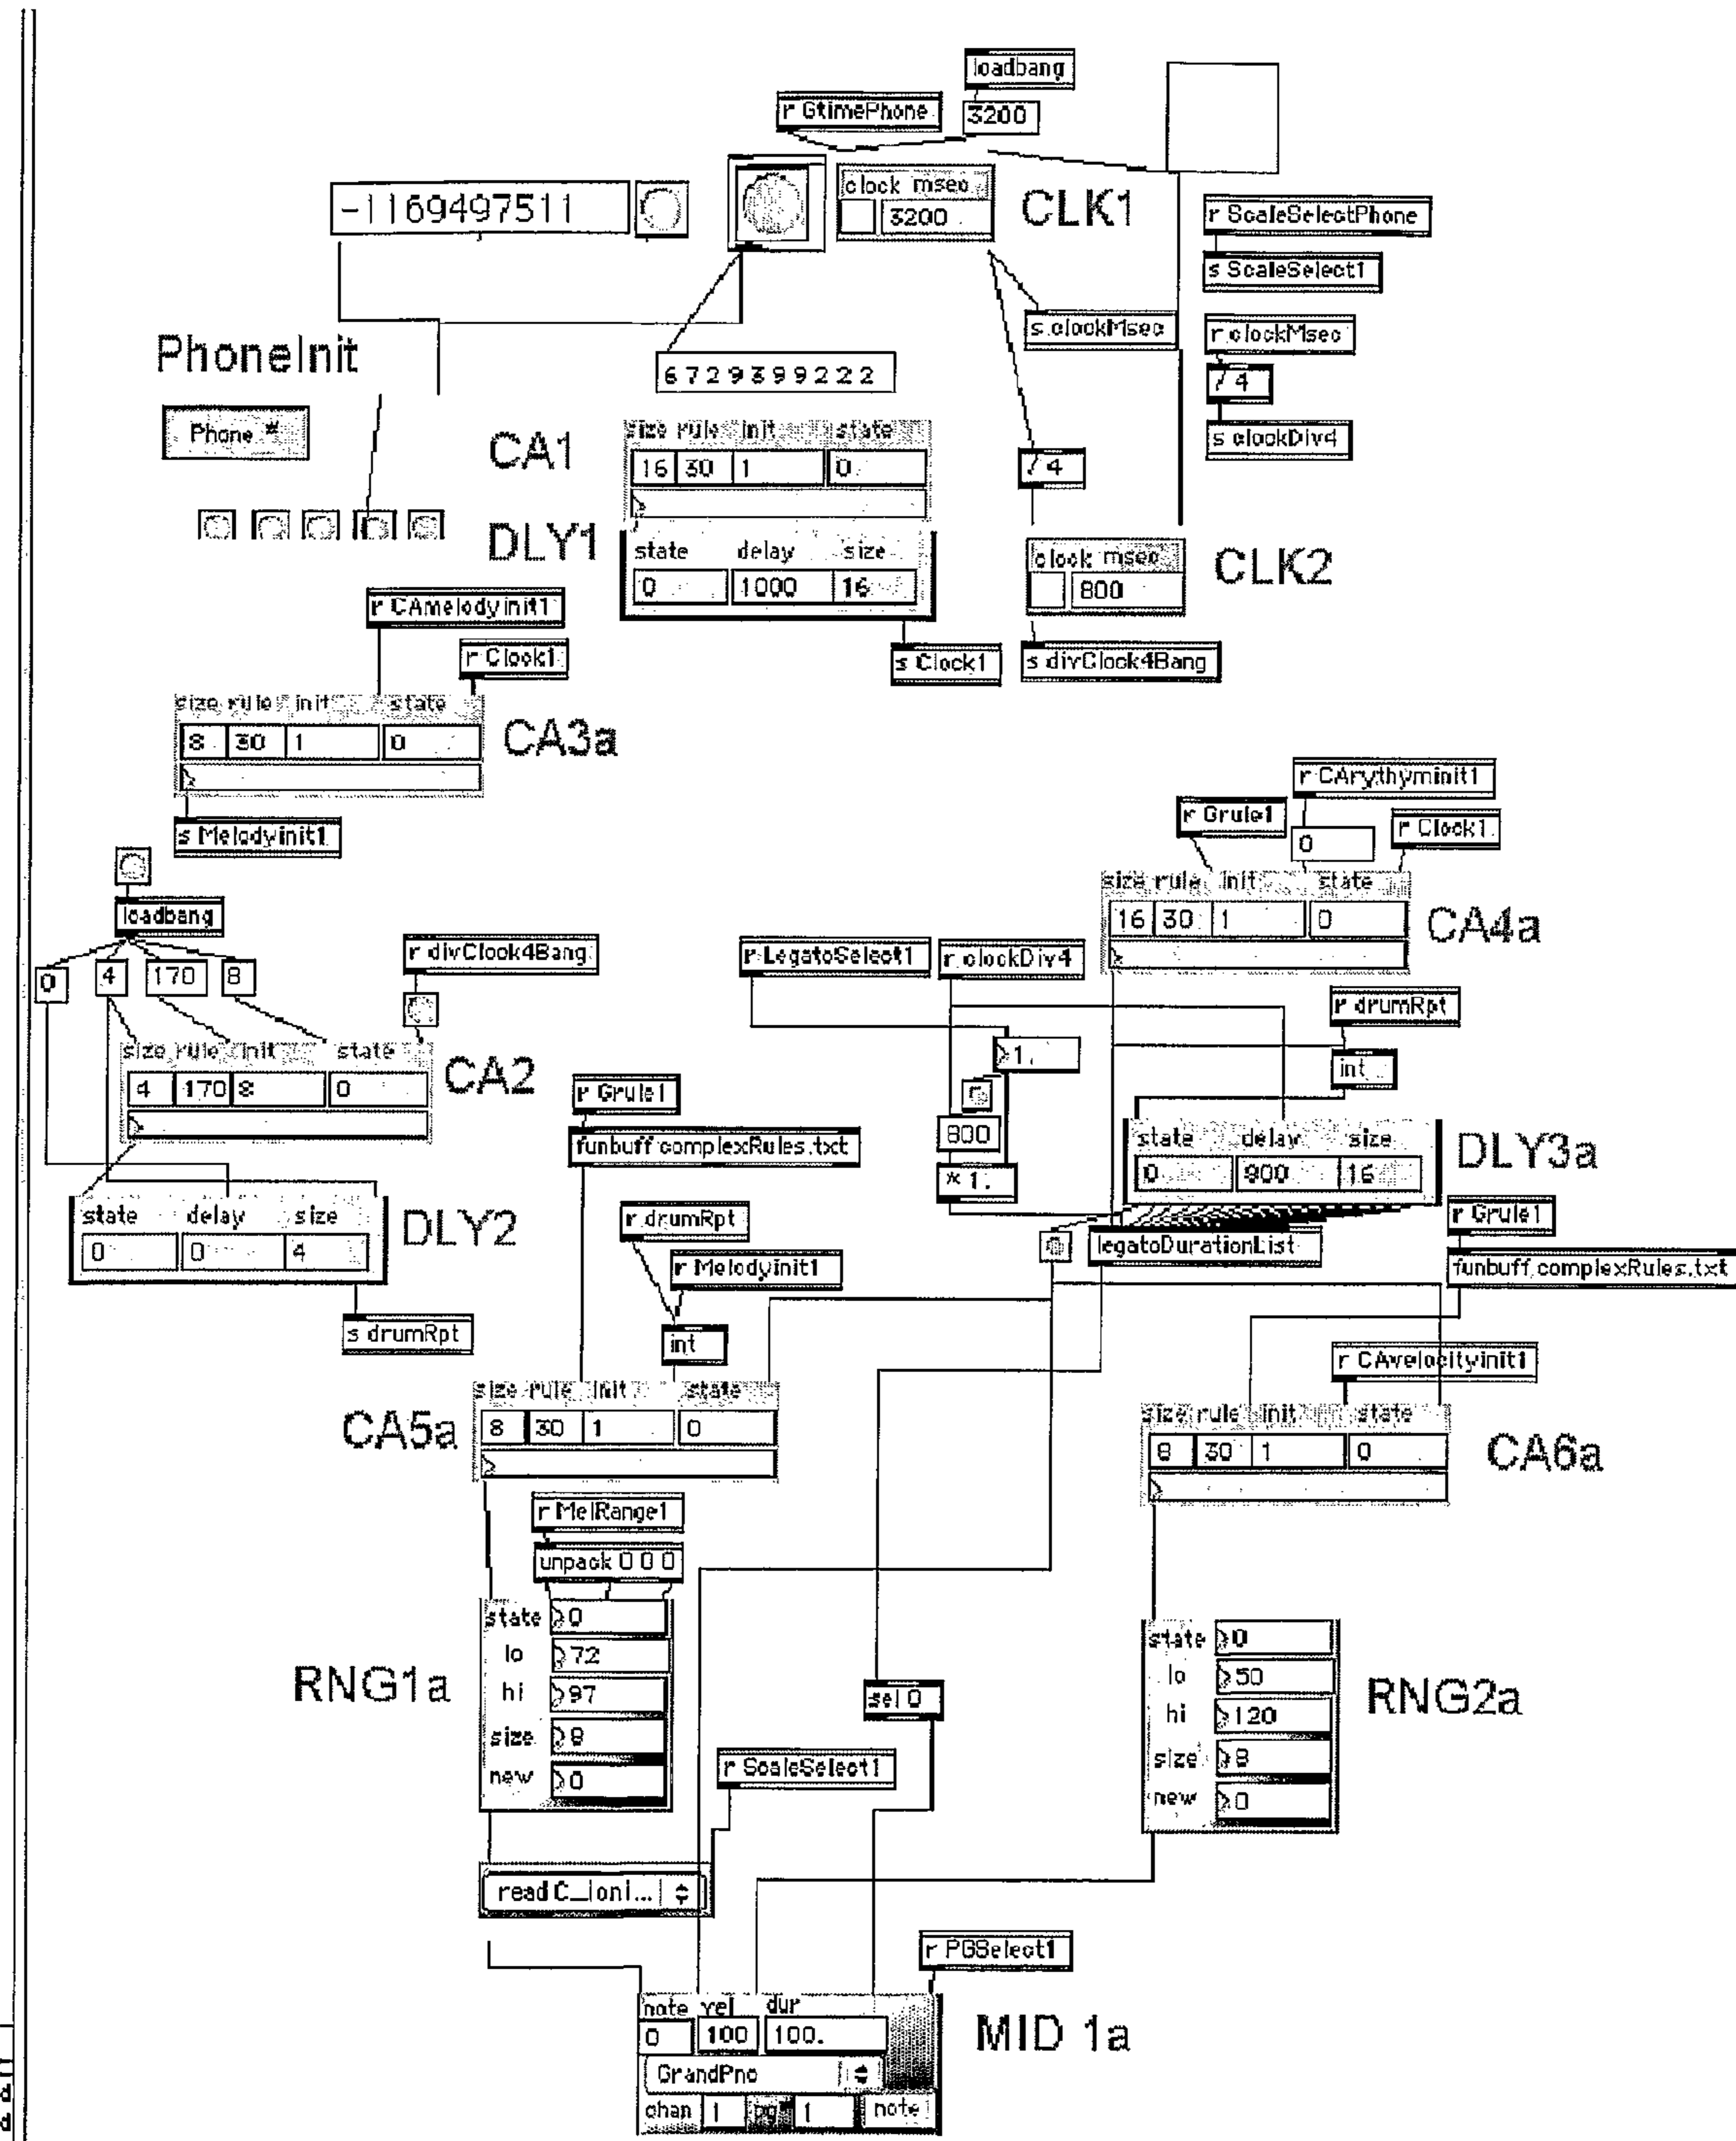 loadbang
r GtimePhone
3200
-1169497511
clock msec
3200
CLK1
r ScaleSelectPhone
s ScaleSelect1
s clockMsec
r clockMsec
/ 4
s clockDiv4
PhoneInit
6729399222
Phone #
CA1
size rule init state
16 30 1 0
/ 4
DLY1
state delay size
0 1000 16
clock msec
800
CLK2
r CAmelodyinit1
r Clock1
s Clock1
s divClock4Bang
size rule init state
8 30 1 0
CA3a
s Melodyinit1
r CArythyminit1
r Grule1
0
r Clock1
size rule init state
16 30 1 0
CA4a
loadbang
0 4 170 8
r divClock4Bang
size rule init state
4 170 8 0
CA2
r LegatoSelect1
r clockDiv4
1.
800
* 1.
r drumRpt
int
state delay size
0 800 16
DLY3a
r Grule1
funbuff complexRules.txt
state delay size
0 0 4
DLY2
s drumRpt
r drumRpt
r Melodyinit1
int
legatoDurationList
r Grule1
funbuff complexRules.txt
r CAvelocityinit1
size rule init state
8 30 1 0
CA5a
size rule init state
8 30 1 0
CA6a
r MelRange1
unpack 0 0 0
state 0
lo 72
hi 97
size 8
new 0
RNG1a
sel 0
state 0
lo 50
hi 120
size 8
new 0
RNG2a
r ScaleSelect1
read C_Ioni...
r PGSelect1
note vel dur
0 100 100.
GrandPno
chan 1 pg# 1 note
MID 1a